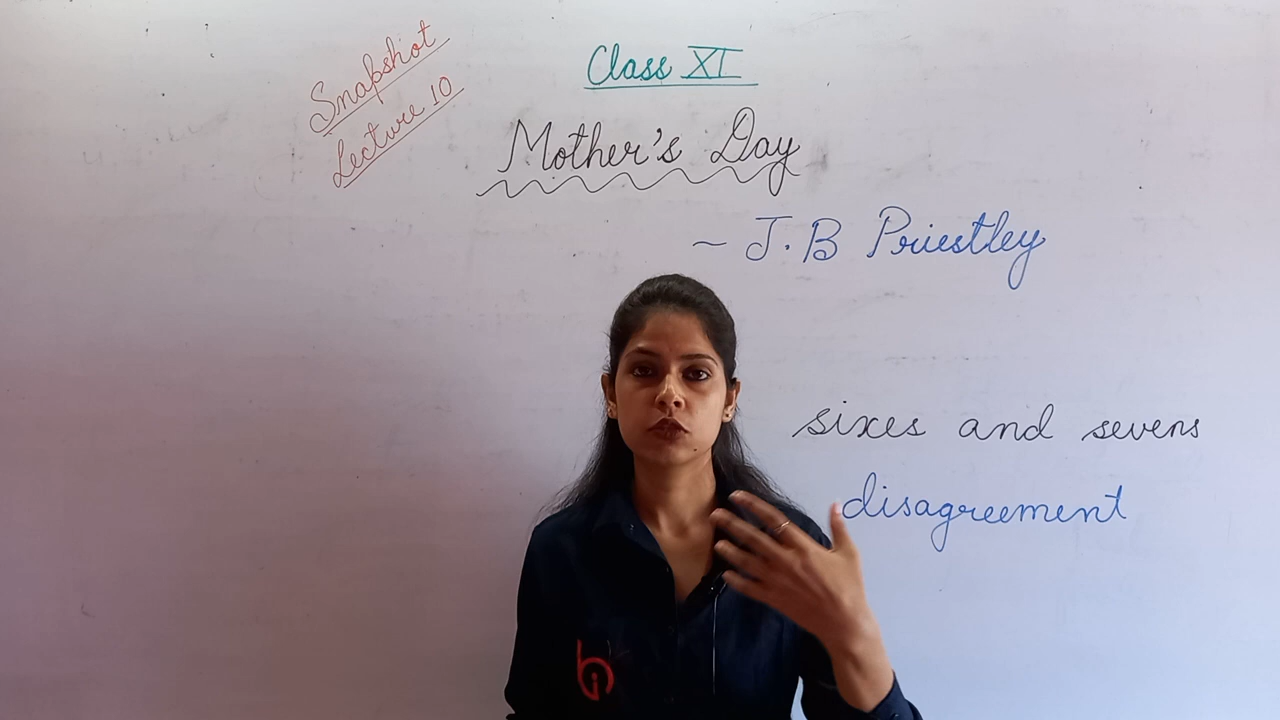 Snapshot
Lecture 10
Class XI
Mother's Day
~ J.B Priestley
sixes and sevens
disagreement